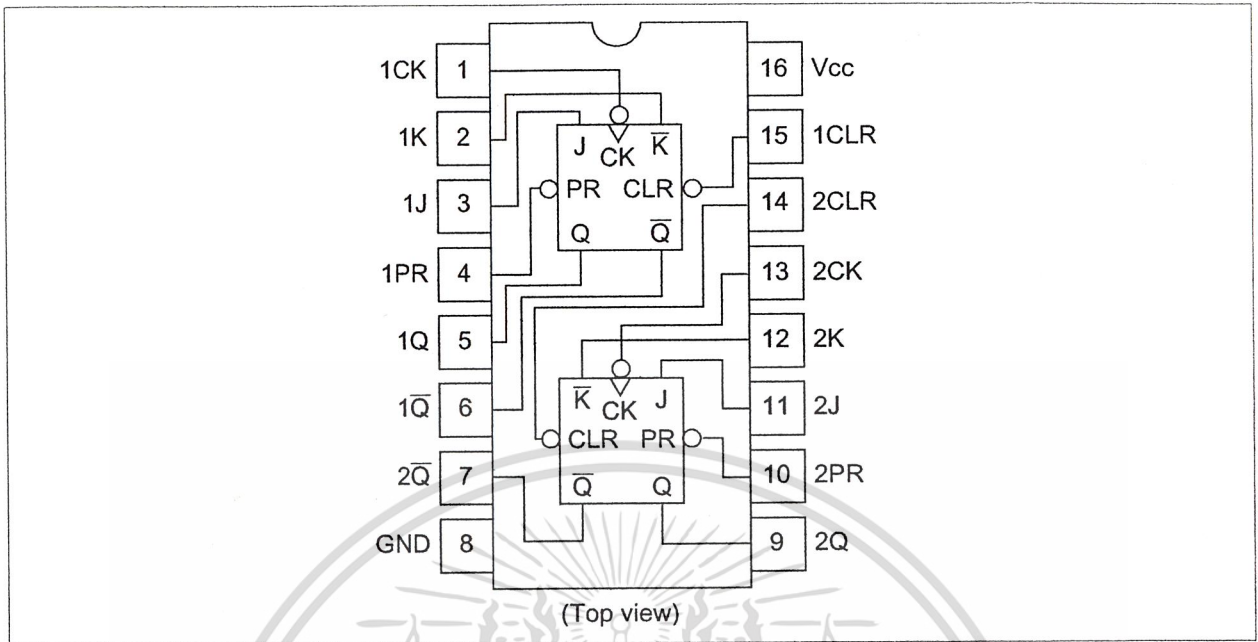 1CK 1
16 Vcc
1K 2
J CK K̅
15 1CLR
1J 3
PR CLR
14 2CLR
Q Q̅
1PR 4
13 2CK
1Q 5
12 2K
1Q̅ 6
K̅ CK J
11 2J
CLR PR
2Q̅ 7
10 2PR
Q̅ Q
GND 8
9 2Q
(Top view)